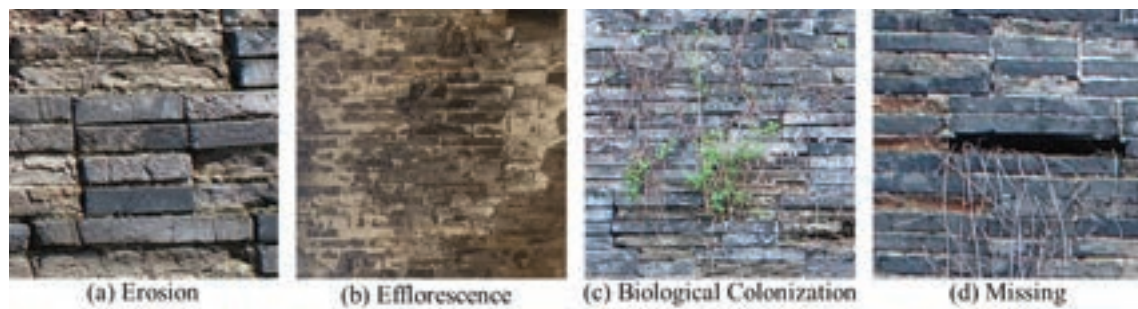 (a) Erosion
(b) Efflorescence
(c) Biological Colonization
(d) Missing